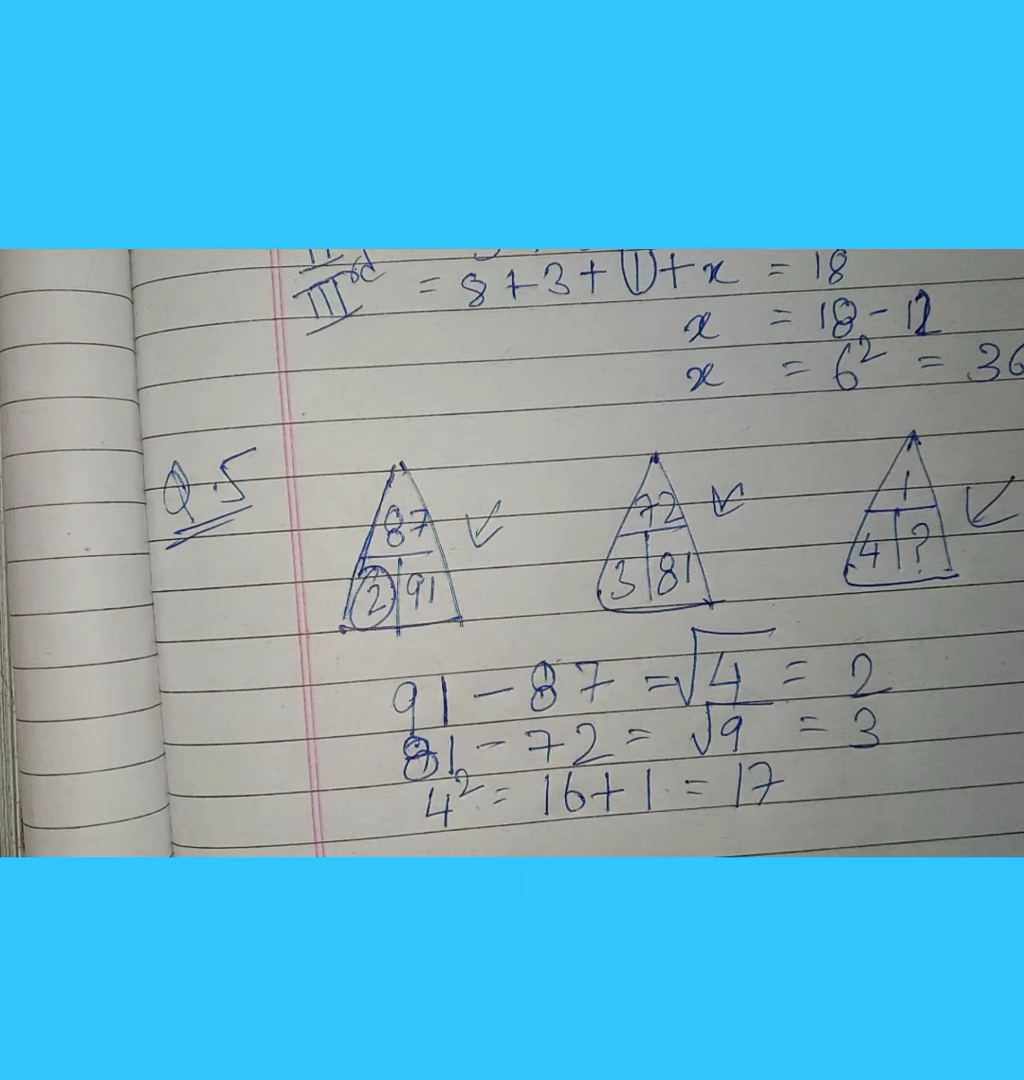 IIIrd = 8 + 3 + 1 + x = 18
x = 18 - 12
x = 6² = 36
Q.5
87 72 1
2 91 3 81 4 ?
91 - 87 = √4 = 2
81 - 72 = √9 = 3
4² = 16 + 1 = 17